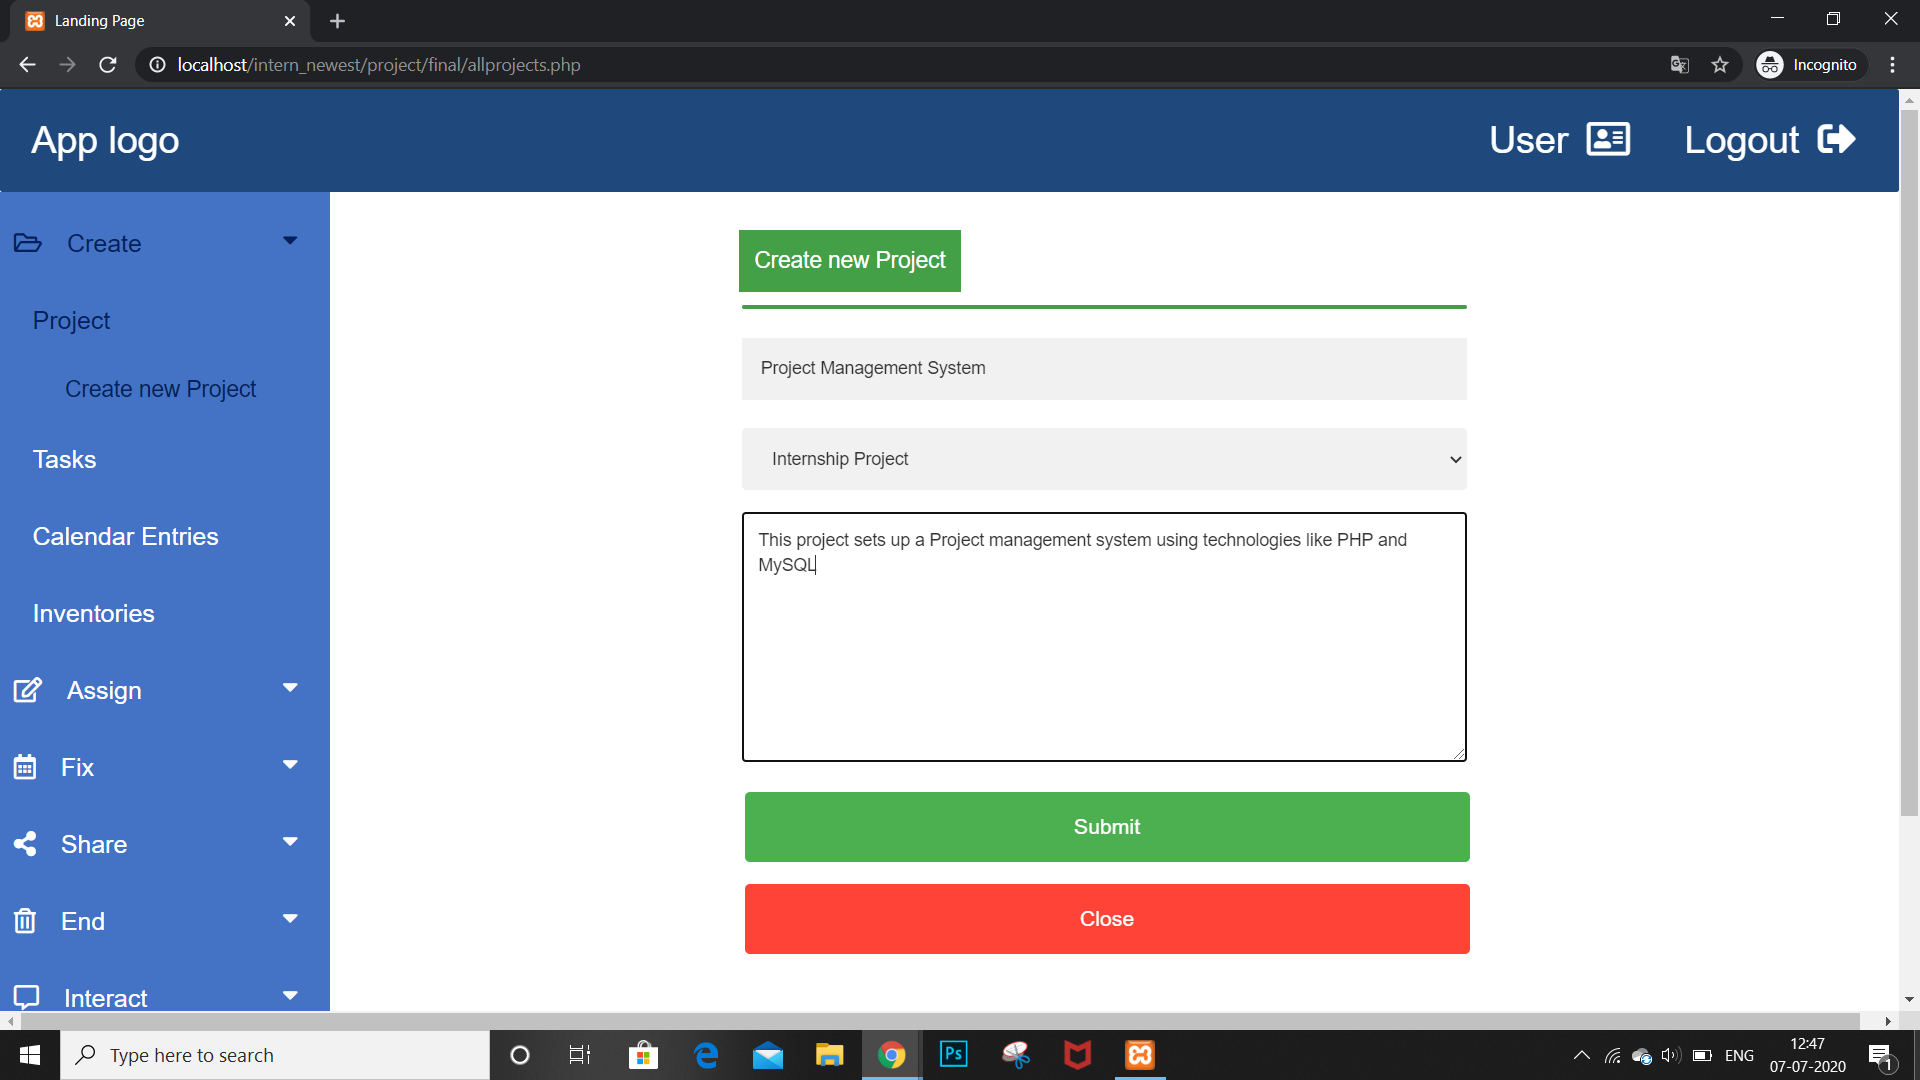 Landing Page
localhost/intern_newest/project/final/allprojects.php
Incognito
App logo
User
Logout
Create
Project
Create new Project
Tasks
Calendar Entries
Inventories
Assign
Fix
Share
End
Interact
Create new Project
Project Management System
Internship Project
This project sets up a Project management system using technologies like PHP and
MySQL
Submit
Close
Type here to search
Ps
ENG
12:47
07-07-2020
1